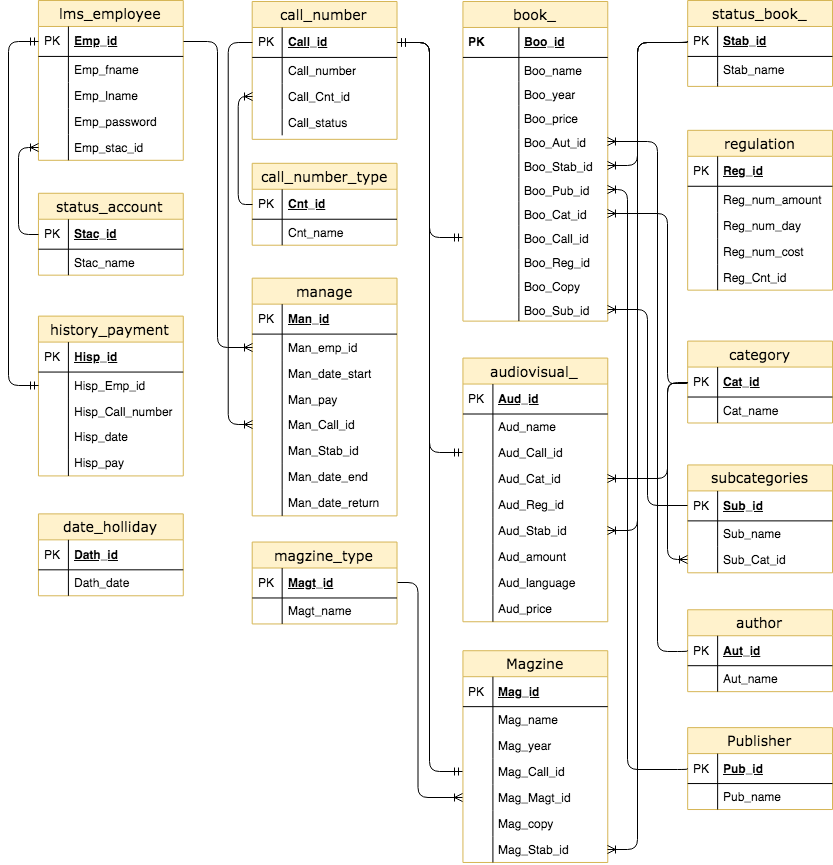 lms_employee
PK Emp_id
Emp_fname
Emp_lname
Emp_password
Emp_stac_id
status_account
PK Stac_id
Stac_name
history_payment
PK Hisp_id
Hisp_Emp_id
Hisp_Call_number
Hisp_date
Hisp_pay
date_holliday
PK Dath_id
Dath_date
call_number
PK Call_id
Call_number
Call_Cnt_id
Call_status
call_number_type
PK Cnt_id
Cnt_name
manage
PK Man_id
Man_emp_id
Man_date_start
Man_pay
Man_Call_id
Man_Stab_id
Man_date_end
Man_date_return
magzine_type
PK Magt_id
Magt_name
book_
PK Boo_id
Boo_name
Boo_year
Boo_price
Boo_Aut_id
Boo_Stab_id
Boo_Pub_id
Boo_Cat_id
Boo_Call_id
Boo_Reg_id
Boo_Copy
Boo_Sub_id
audiovisual_
PK Aud_id
Aud_name
Aud_Call_id
Aud_Cat_id
Aud_Reg_id
Aud_Stab_id
Aud_amount
Aud_language
Aud_price
Magzine
PK Mag_id
Mag_name
Mag_year
Mag_Call_id
Mag_Magt_id
Mag_copy
Mag_Stab_id
status_book_
PK Stab_id
Stab_name
regulation
PK Reg_id
Reg_num_amount
Reg_num_day
Reg_num_cost
Reg_Cnt_id
category
PK Cat_id
Cat_name
subcategories
PK Sub_id
Sub_name
Sub_Cat_id
author
PK Aut_id
Aut_name
Publisher
PK Pub_id
Pub_name